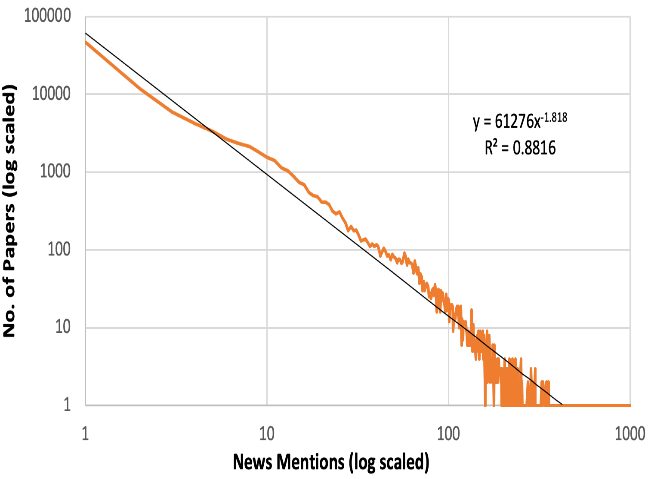 100000
10000
1000
100
10
1
No. of Papers (log scaled)
y = 61276x^-1.818
R² = 0.8816
1 10 100 1000
News Mentions (log scaled)